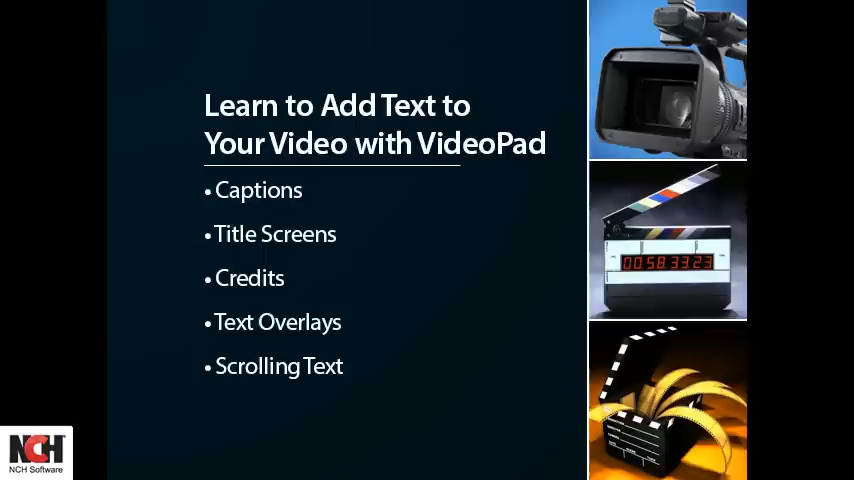 Learn to Add Text to
Your Video with VideoPad
• Captions
• Title Screens
• Credits
• Text Overlays
• Scrolling Text
00:58:33:23
NCH
NCH Software